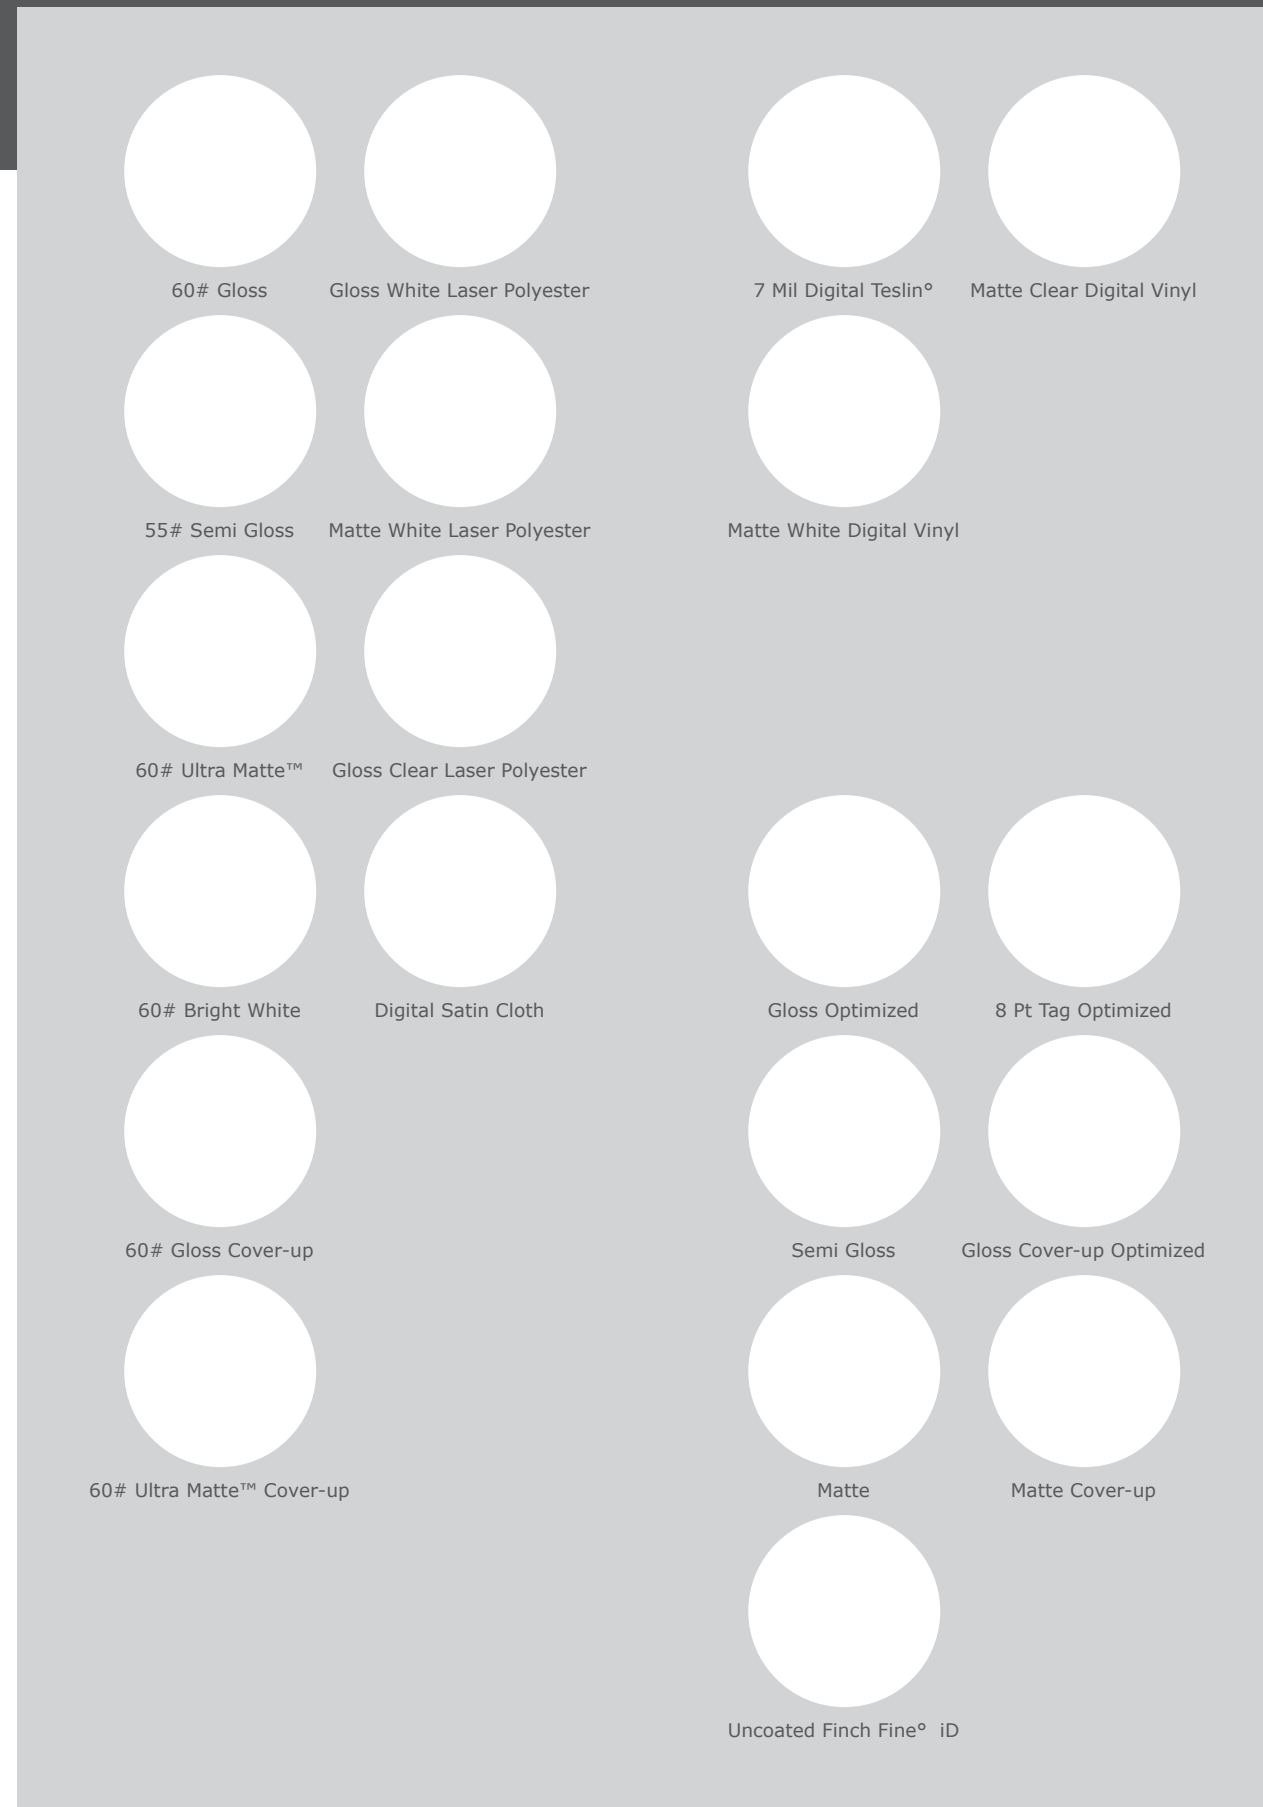 60# Gloss
Gloss White Laser Polyester
7 Mil Digital Teslin°
Matte Clear Digital Vinyl
55# Semi Gloss
Matte White Laser Polyester
Matte White Digital Vinyl
60# Ultra Matte™
Gloss Clear Laser Polyester
60# Bright White
Digital Satin Cloth
Gloss Optimized
8 Pt Tag Optimized
60# Gloss Cover-up
Semi Gloss
Gloss Cover-up Optimized
60# Ultra Matte™ Cover-up
Matte
Matte Cover-up
Uncoated Finch Fine° iD